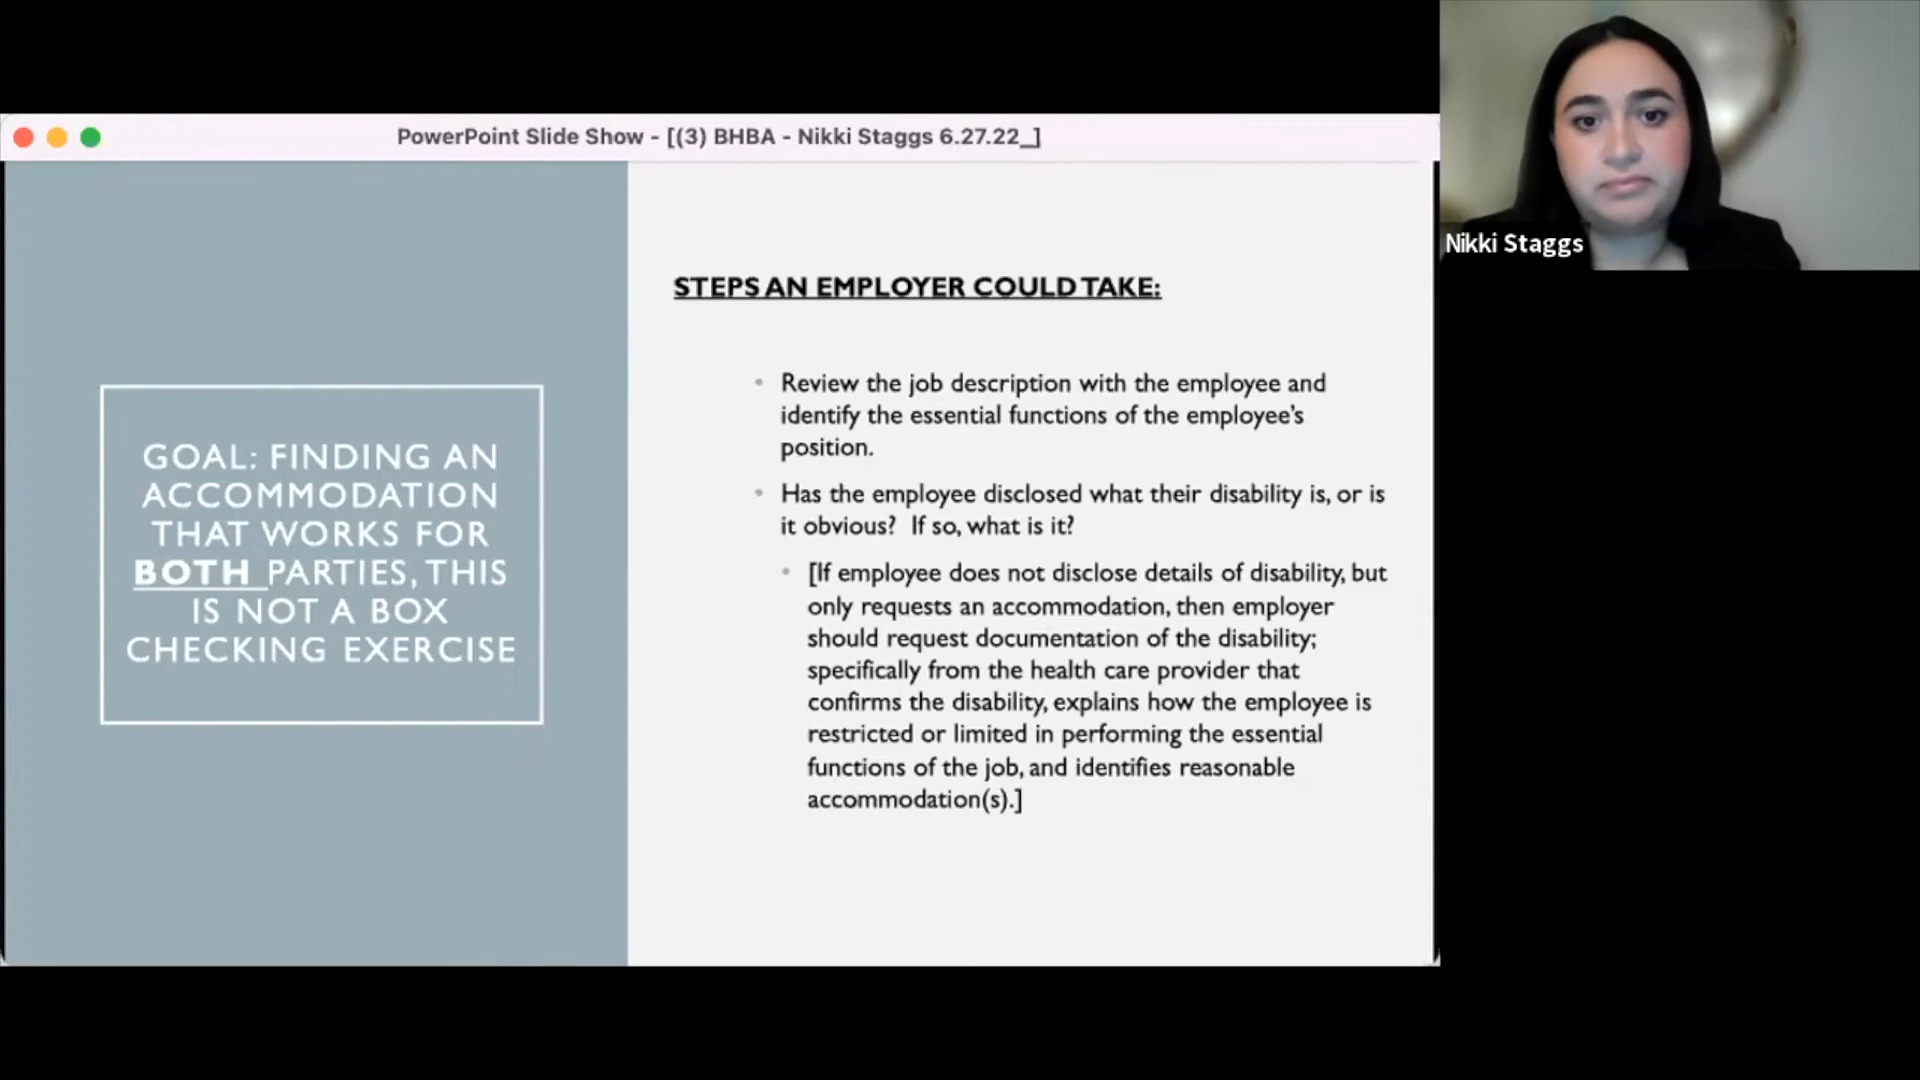 PowerPoint Slide Show - [(3) BHBA - Nikki Staggs 6.27.22_]
GOAL: FINDING AN
ACCOMMODATION
THAT WORKS FOR
BOTH PARTIES, THIS
IS NOT A BOX
CHECKING EXERCISE
STEPS AN EMPLOYER COULD TAKE:
• Review the job description with the employee and
identify the essential functions of the employee's
position.
• Has the employee disclosed what their disability is, or is
it obvious? If so, what is it?
• [If employee does not disclose details of disability, but
only requests an accommodation, then employer
should request documentation of the disability;
specifically from the health care provider that
confirms the disability, explains how the employee is
restricted or limited in performing the essential
functions of the job, and identifies reasonable
accommodation(s).]
Nikki Staggs